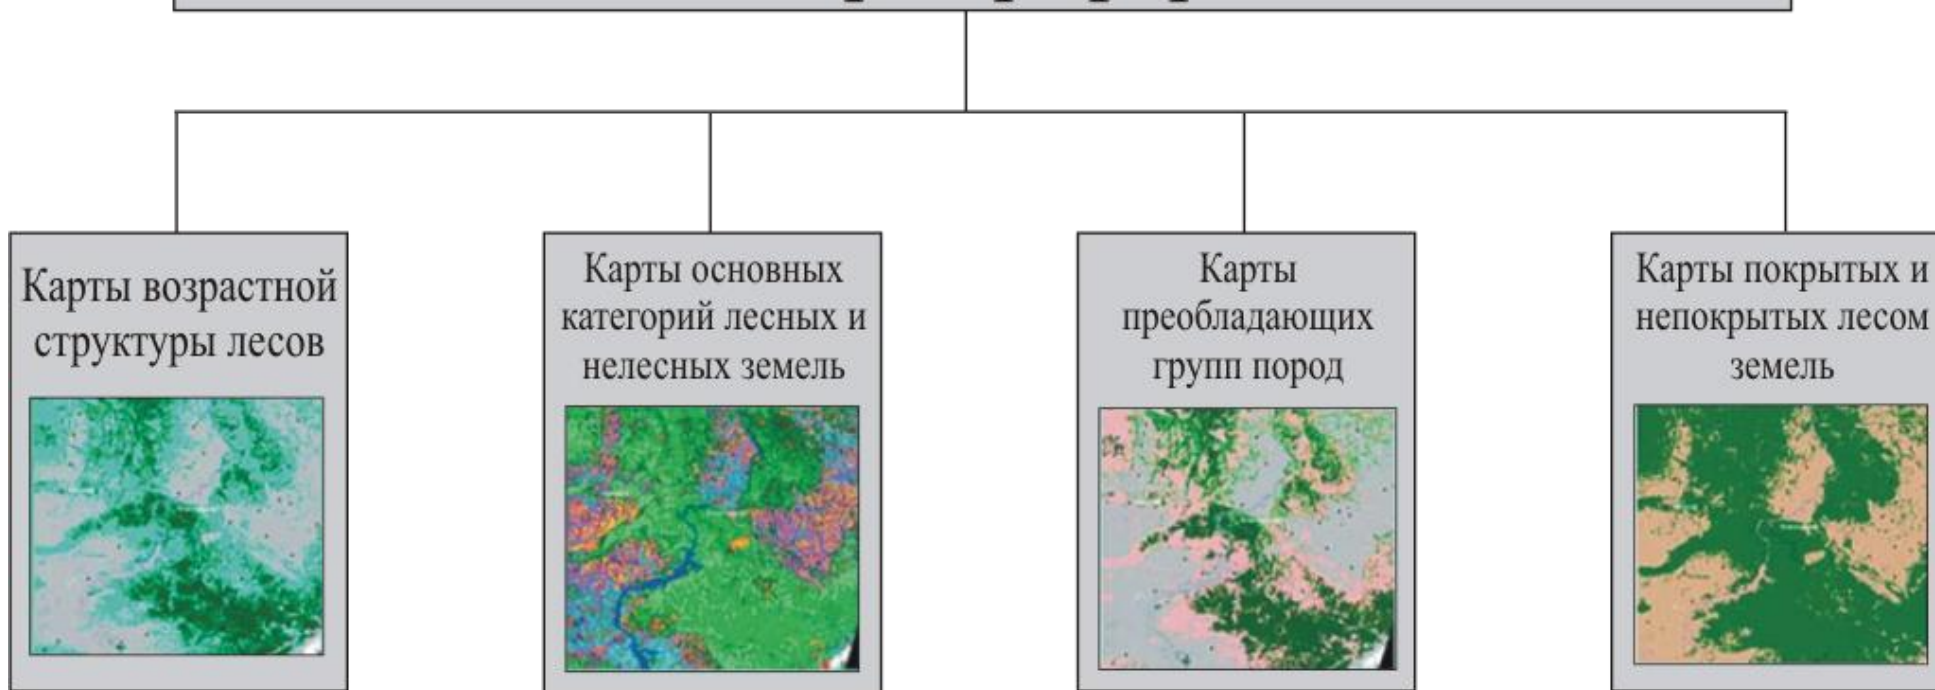 Карты возрастной
структуры лесов
Карты основных
категорий лесных и
нелесных земель
Карты
преобладающих
групп пород
Карты покрытых и
непокрытых лесом
земель